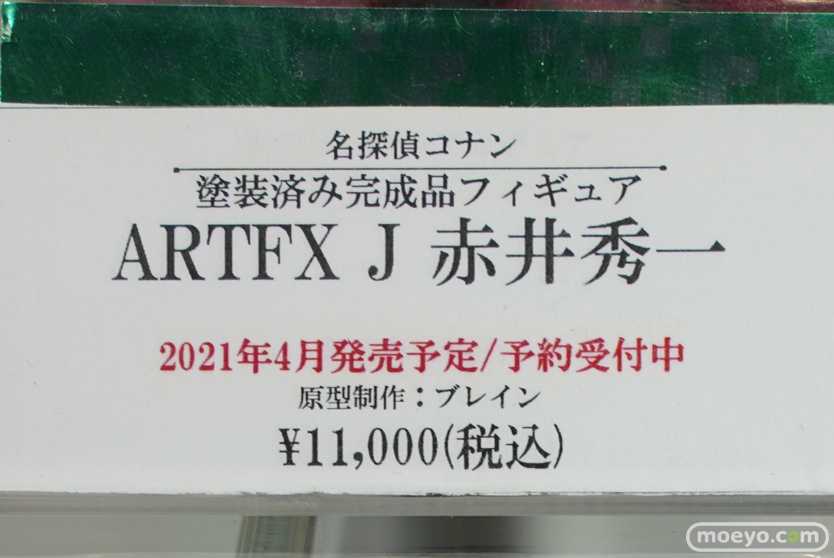 名探偵コナン
塗装済み完成品フィギュア
ARTFX J 赤井秀一
2021年4月発売予定/予約受付中
原型制作：ブレイン
¥11,000(税込)
moeyo.com